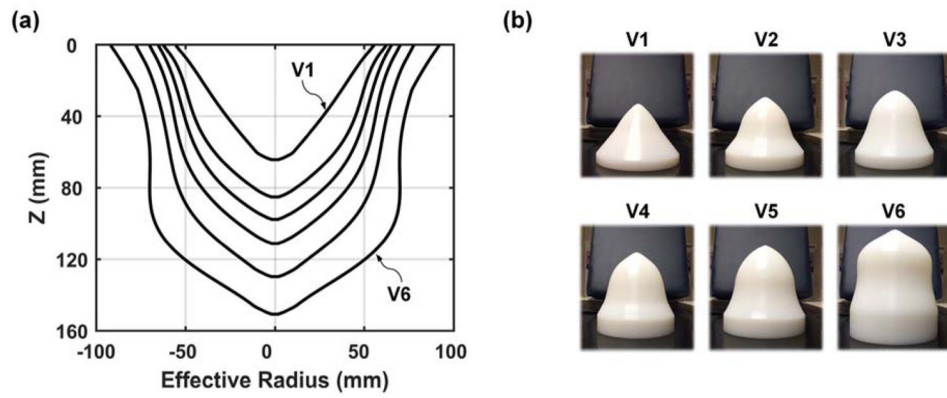 (a)
0
40
80
120
160
Z (mm)
-100
-50
0
50
100
Effective Radius (mm)
V1
V6
(b)
V1 V2 V3
V4 V5 V6